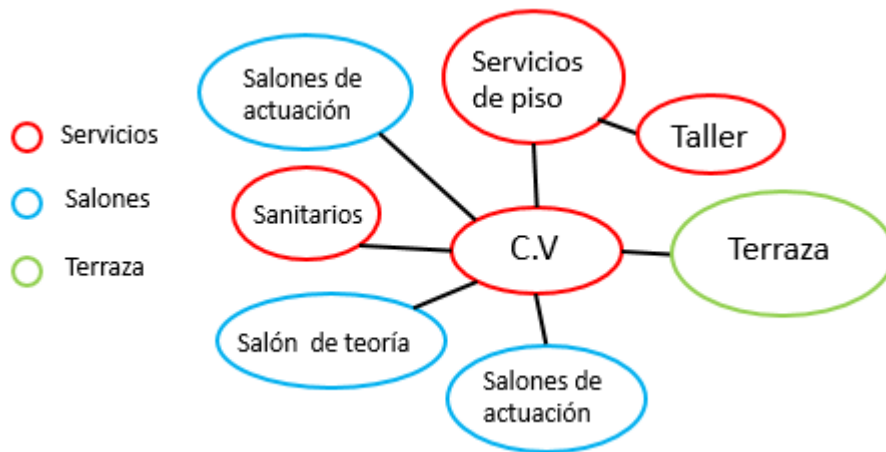 Servicios
Salones
Terraza
Salones de
actuación
Servicios
de piso
Taller
Sanitarios
C.V
Terraza
Salón de teoría
Salones de
actuación